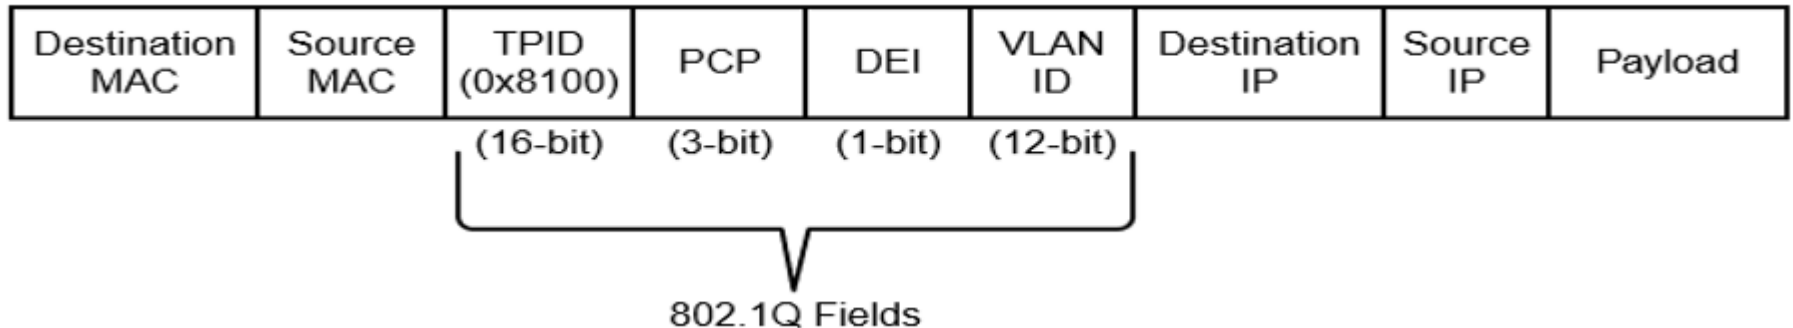 Destination
MAC
Source
MAC
TPID
(0x8100)
PCP
DEI
VLAN
ID
Destination
IP
Source
IP
Payload
(16-bit)
(3-bit)
(1-bit)
(12-bit)
802.1Q Fields